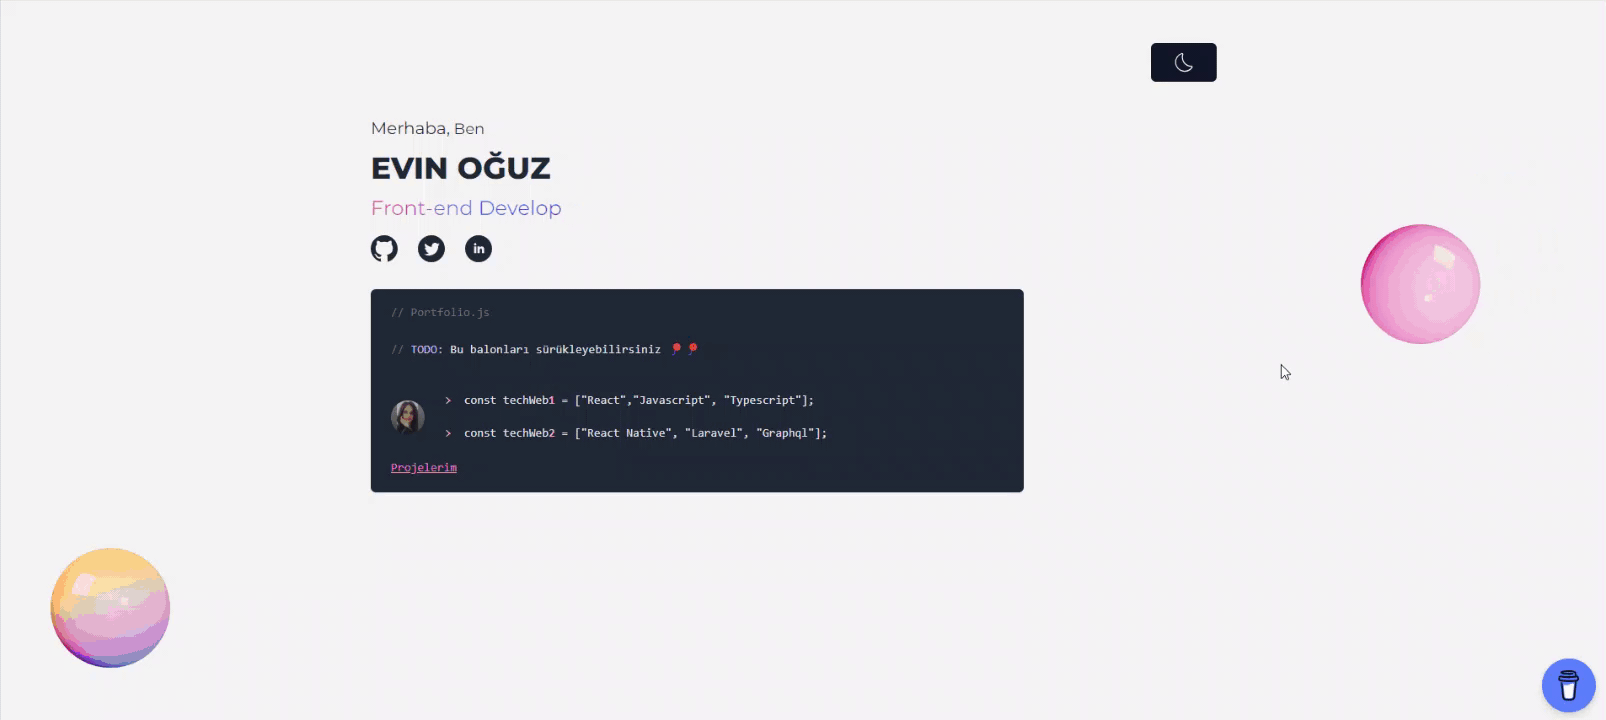 Merhaba, Ben
EVIN OĞUZ
Front-end Develop
in
// Portfolio.js
// TODO: Bu balonları sürükleyebilirsiniz 🎈🎈
> const techWeb1 = ["React","Javascript", "Typescript"];
> const techWeb2 = ["React Native", "Laravel", "Graphql"];
Projelerim